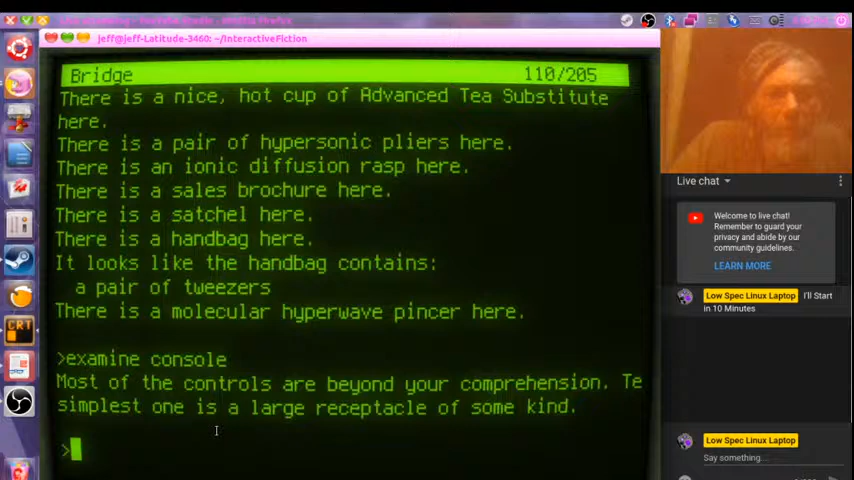 jeff@jeff-Latitude-3460: ~/InteractiveFiction
Bridge 110/205
There is a nice, hot cup of Advanced Tea Substitute
here.
There is a pair of hypersonic pliers here.
There is an ionic diffusion rasp here.
There is a sales brochure here.
There is a satchel here.
There is a handbag here.
It looks like the handbag contains:
a pair of tweezers
There is a molecular hyperwave pincer here.
>examine console
Most of the controls are beyond your comprehension. Te
simplest one is a large receptacle of some kind.
>
CRT
Live chat
Welcome to live chat!
Remember to guard your
privacy and abide by our
community guidelines.
LEARN MORE
Low Spec Linux Laptop I'll Start
in 10 Minutes
Low Spec Linux Laptop
Say something...